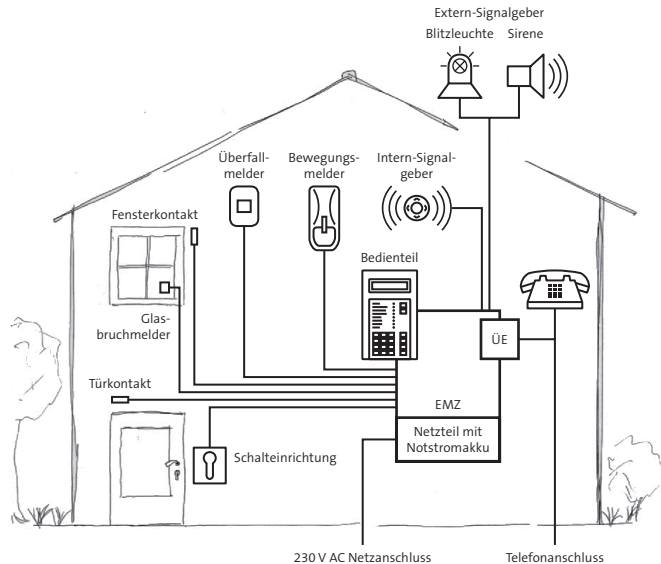 Extern-Signalgeber
Blitzleuchte Sirene
Überfall-
melder
Bewegungs-
melder
Intern-Signal-
geber
Fensterkontakt
Bedienteil
Glas-
bruchmelder
ÜE
Türkontakt
EMZ
Netzteil mit
Notstromakku
Schalteinrichtung
230 V AC Netzanschluss
Telefonanschluss